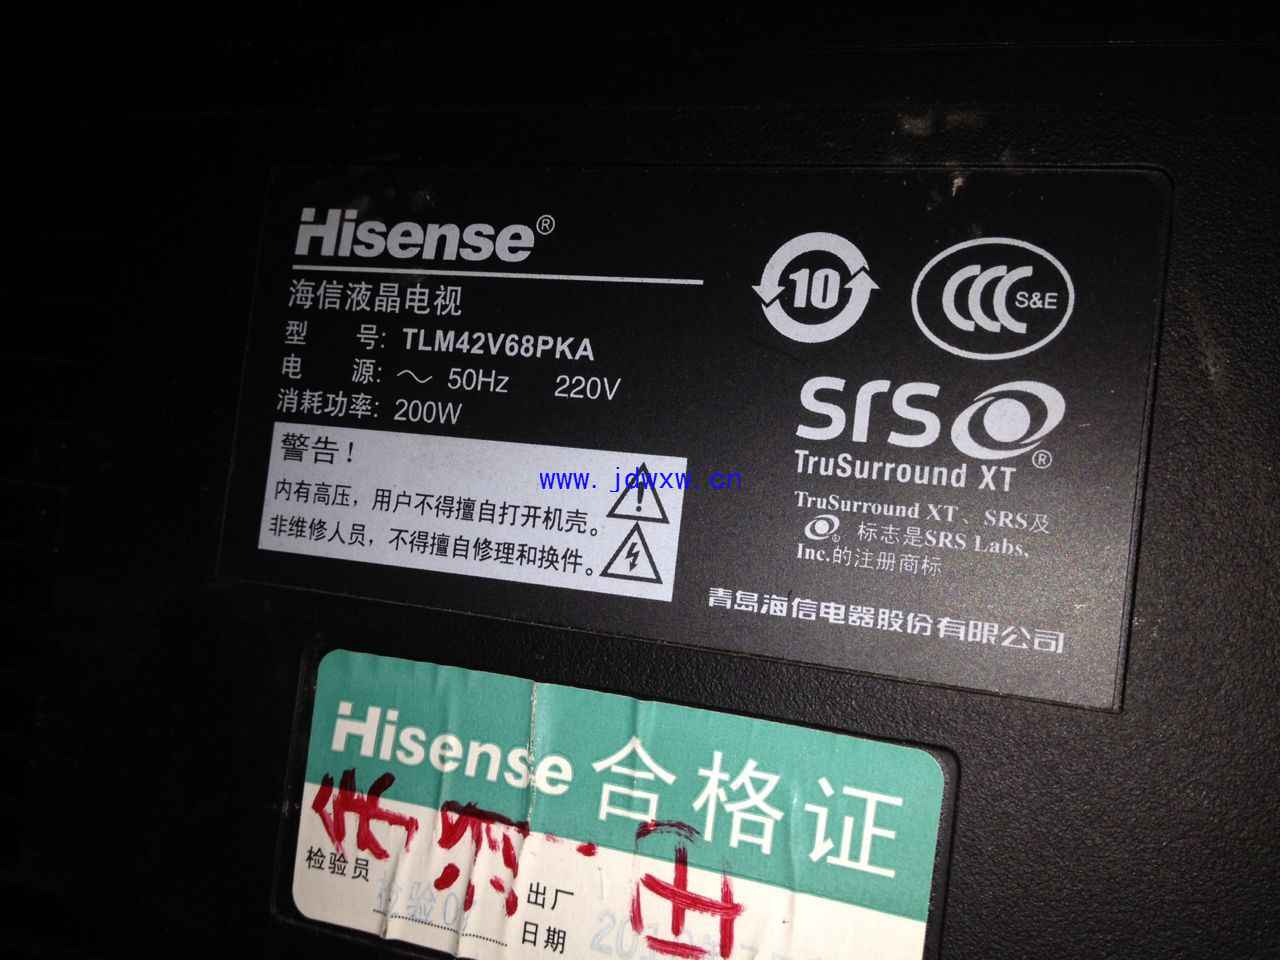 Hisense®
海信液晶电视
型 号: TLM42V68PKA
电 源: ～ 50Hz 220V
消耗功率: 200W
警告!
内有高压，用户不得擅自打开机壳。
非维修人员，不得擅自修理和换件。
10
CCC S&E
SRS®
TruSurround XT
TruSurround XT、SRS及
® 标志是SRS Labs,
Inc.的注册商标
青岛海信电器股份有限公司
www.jdwxw.cn
Hisense 合格证
检验员
检验0
出厂
日期